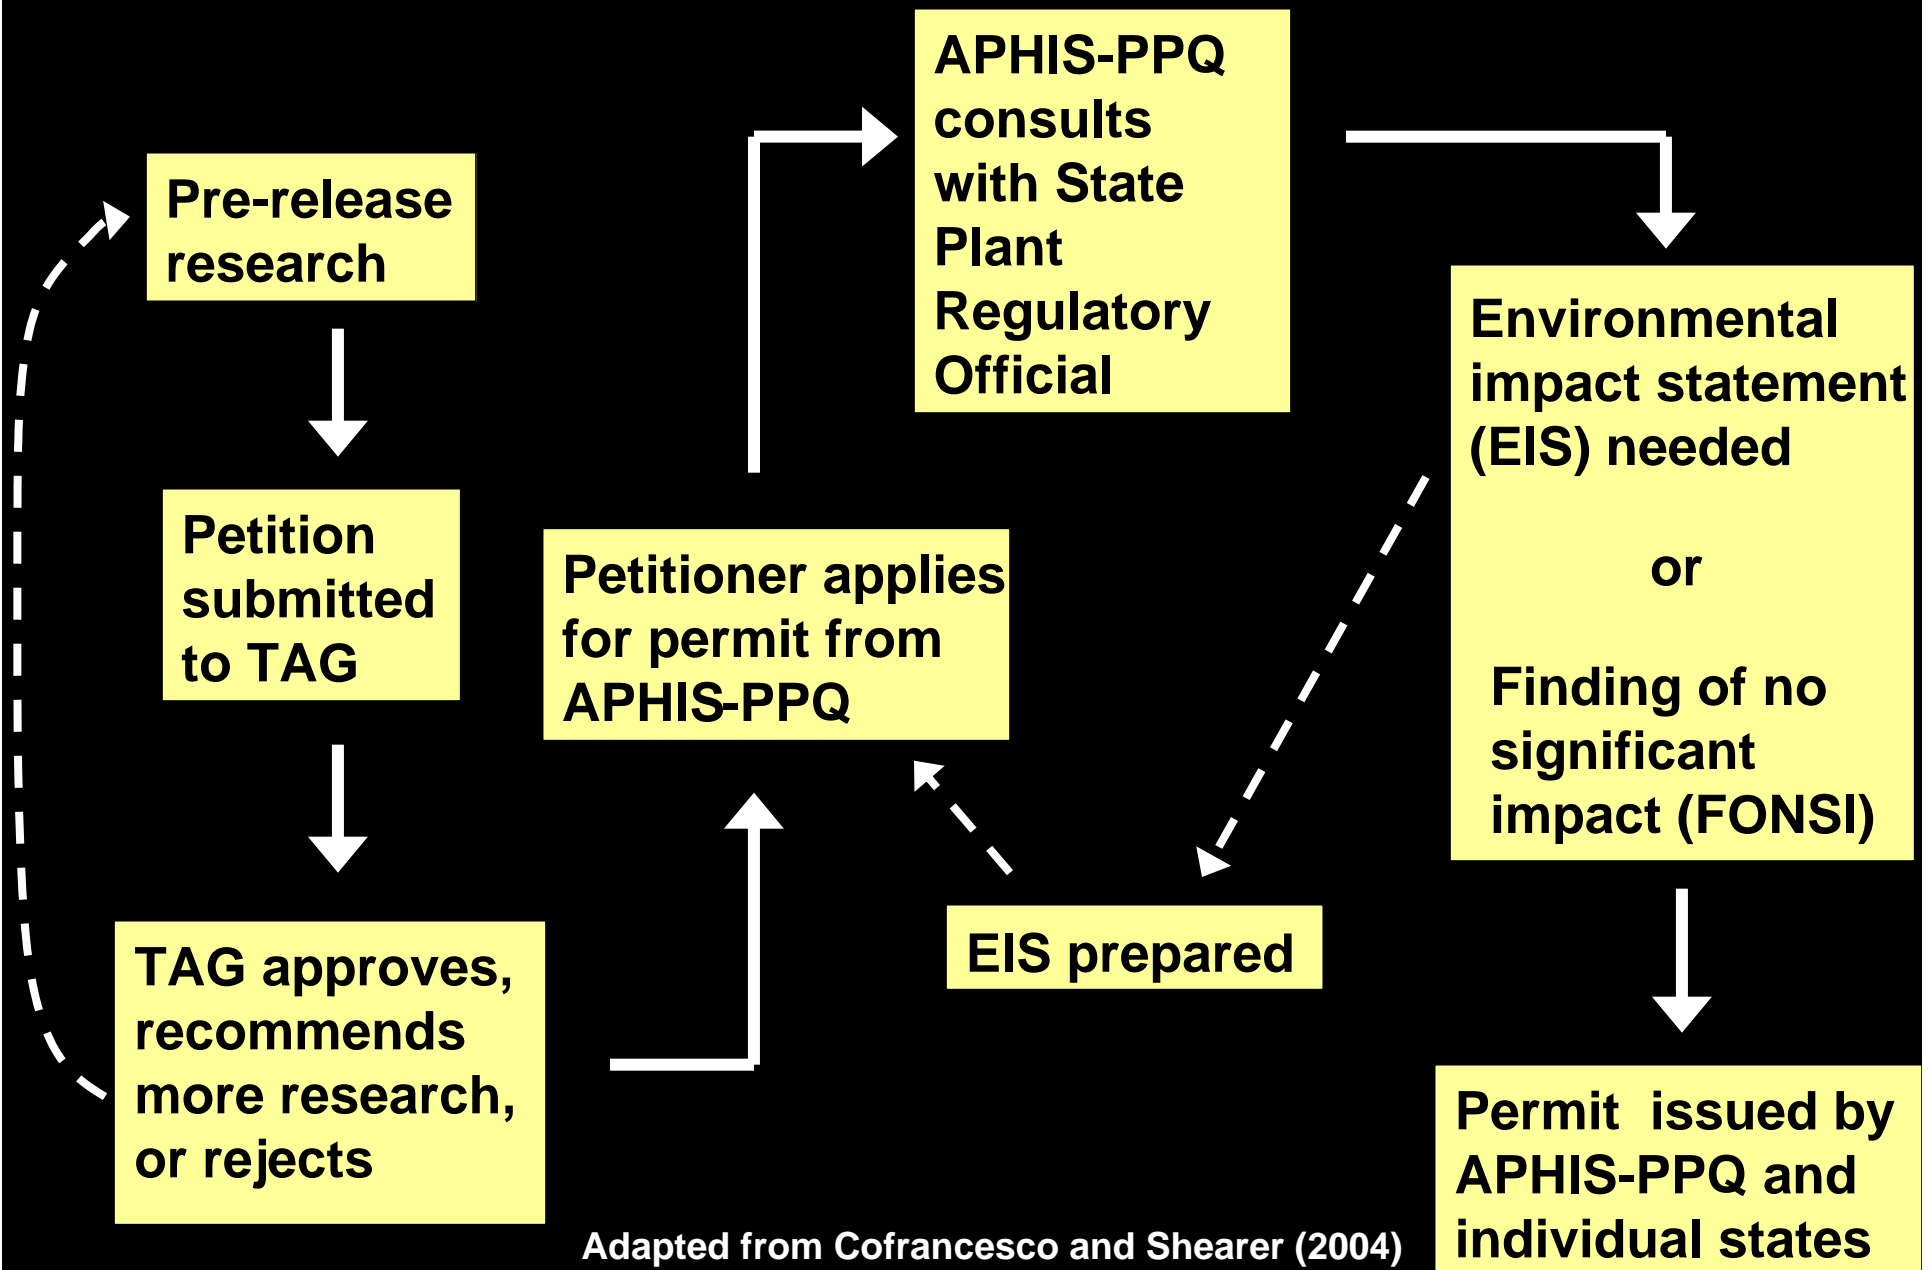 Pre-release
research
Petition
submitted
to TAG
TAG approves,
recommends
more research,
or rejects
Petitioner applies
for permit from
APHIS-PPQ
APHIS-PPQ
consults
with State
Plant
Regulatory
Official
Environmental
impact statement
(EIS) needed
or
Finding of no
significant
impact (FONSI)
EIS prepared
Permit issued by
APHIS-PPQ and
individual states
Adapted from Cofrancesco and Shearer (2004)